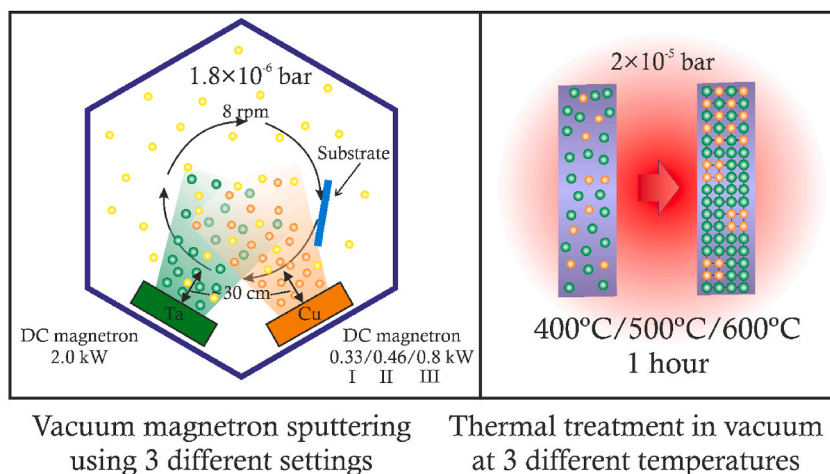 1.8×10⁻⁶ bar
8 rpm
Substrate
~30 cm
Ta
Cu
DC magnetron
2.0 kW
DC magnetron
0.33/0.46/0.8 kW
I II III
Vacuum magnetron sputtering
using 3 different settings
2×10⁻⁵ bar
400ºC/500ºC/600ºC
1 hour
Thermal treatment in vacuum
at 3 different temperatures